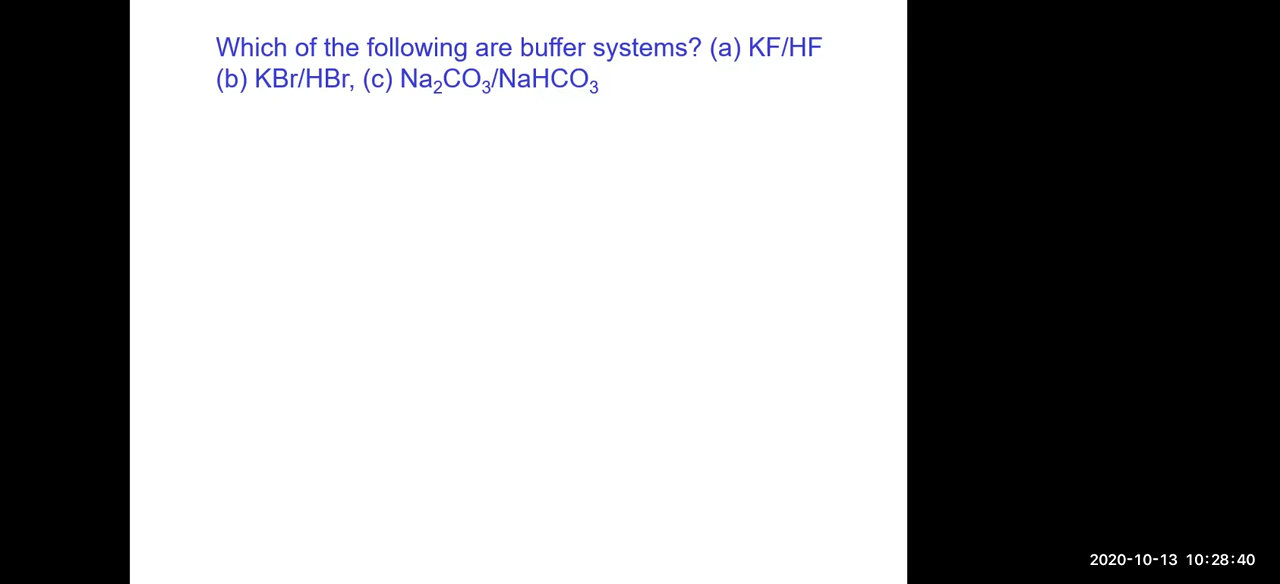 Which of the following are buffer systems? (a) KF/HF
(b) KBr/HBr, (c) Na₂CO₃/NaHCO₃
2020-10-13 10:28:40